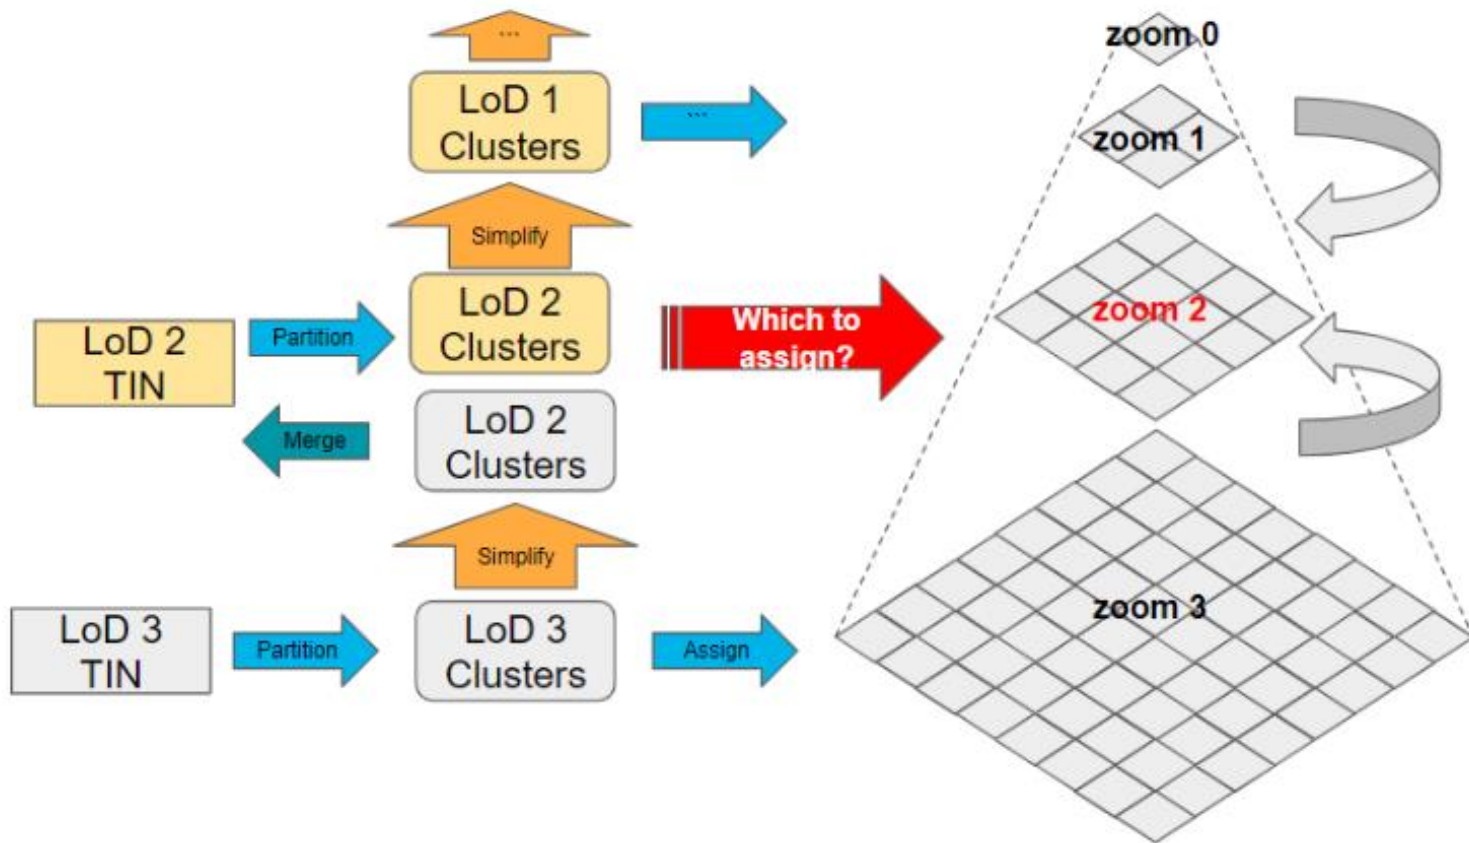 ...
LoD 1
Clusters
...
zoom 0
zoom 1
Simplify
LoD 2
TIN
Partition
LoD 2
Clusters
Which to
assign?
zoom 2
Merge
LoD 2
Clusters
Simplify
LoD 3
TIN
Partition
LoD 3
Clusters
Assign
zoom 3